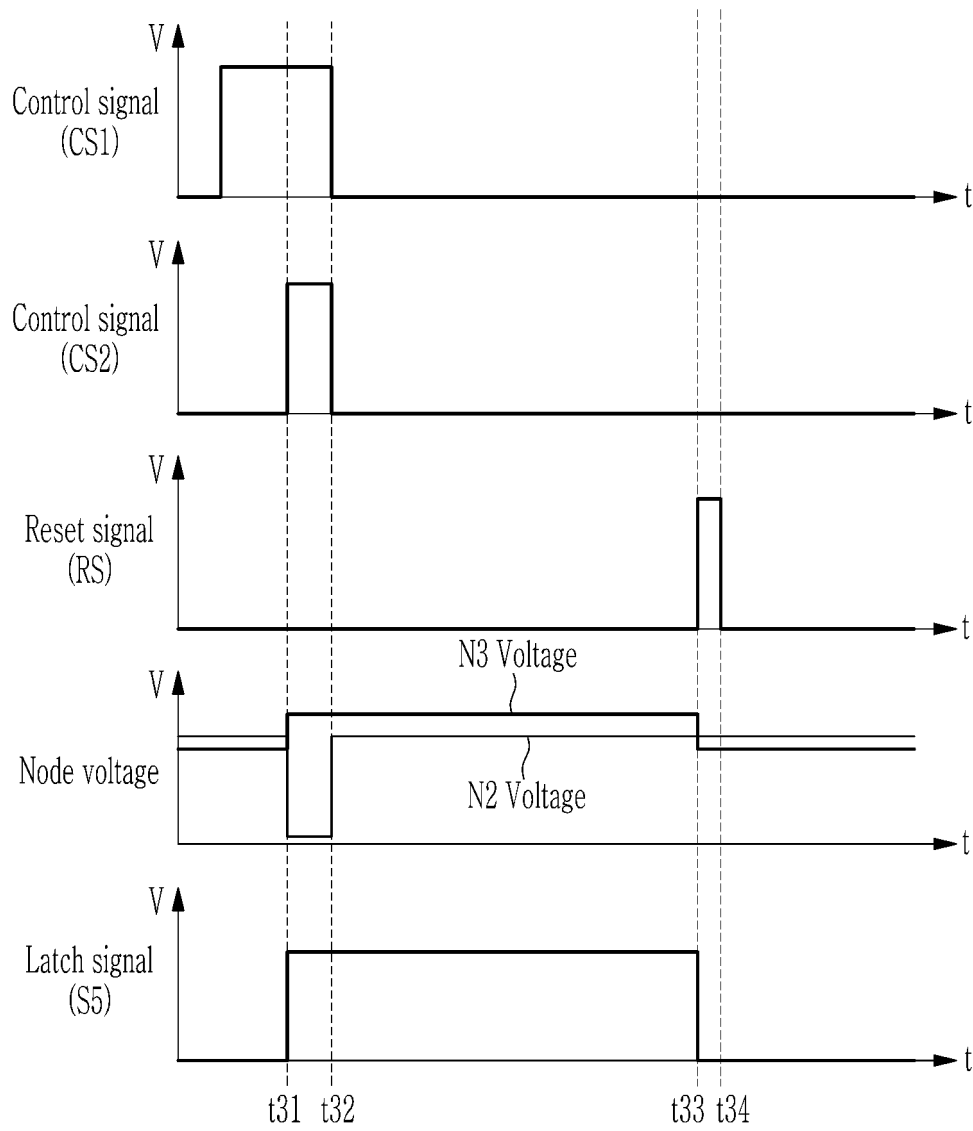 V
Control signal
(CS1)
t
V
Control signal
(CS2)
t
V
Reset signal
(RS)
t
N3 Voltage
V
Node voltage
N2 Voltage
t
V
Latch signal
(S5)
t
t31 t32 t33 t34